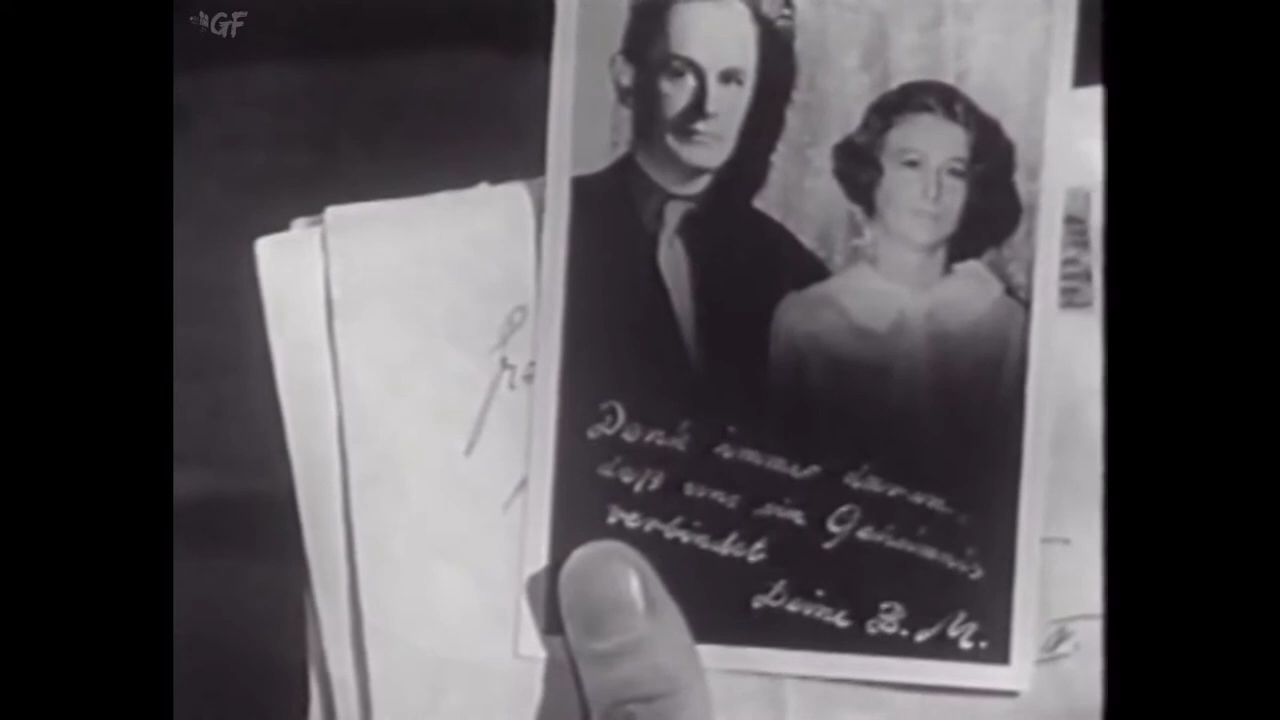 GF
Denk immer daran.
daß uns ein Geheimnis
verbindet
Deine B. M.